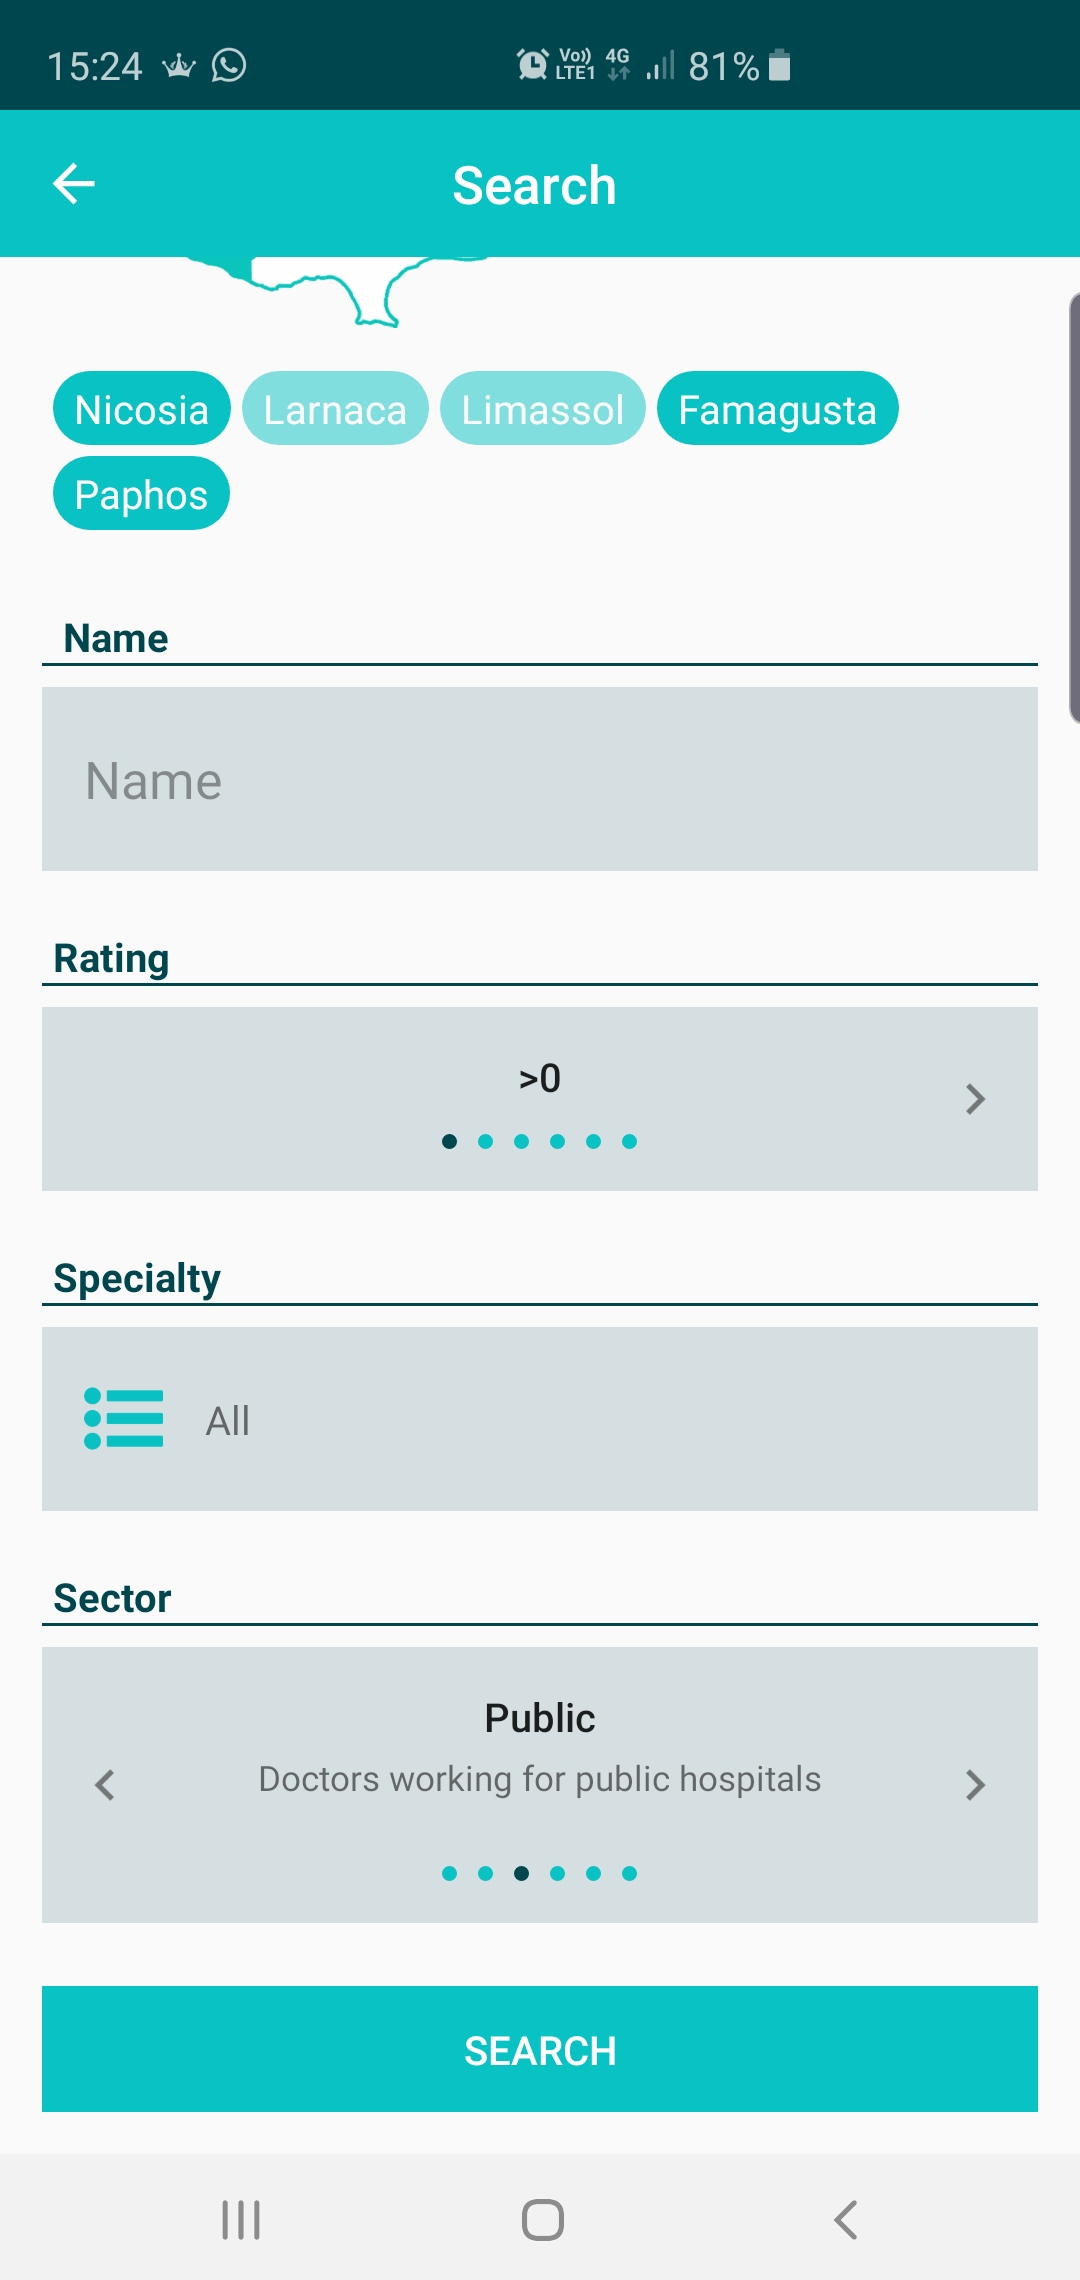 15:24 Vo)) LTE1 4G 81%
Search
Nicosia Larnaca Limassol Famagusta
Paphos
Name
Name
Rating
>0
Specialty
All
Sector
Public
Doctors working for public hospitals
SEARCH